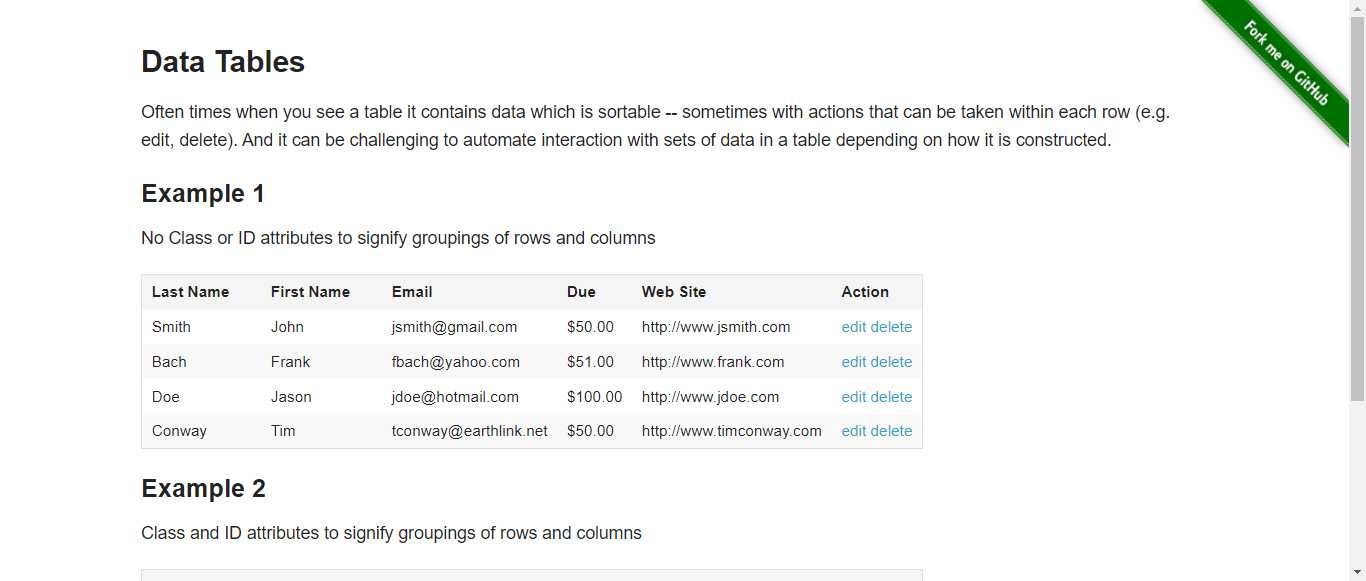 Fork me on GitHub
Data Tables
Often times when you see a table it contains data which is sortable -- sometimes with actions that can be taken within each row (e.g.
edit, delete). And it can be challenging to automate interaction with sets of data in a table depending on how it is constructed.
Example 1
No Class or ID attributes to signify groupings of rows and columns
Last Name First Name Email Due Web Site Action
Smith John jsmith@gmail.com $50.00 http://www.jsmith.com edit delete
Bach Frank fbach@yahoo.com $51.00 http://www.frank.com edit delete
Doe Jason jdoe@hotmail.com $100.00 http://www.jdoe.com edit delete
Conway Tim tconway@earthlink.net $50.00 http://www.timconway.com edit delete
Example 2
Class and ID attributes to signify groupings of rows and columns